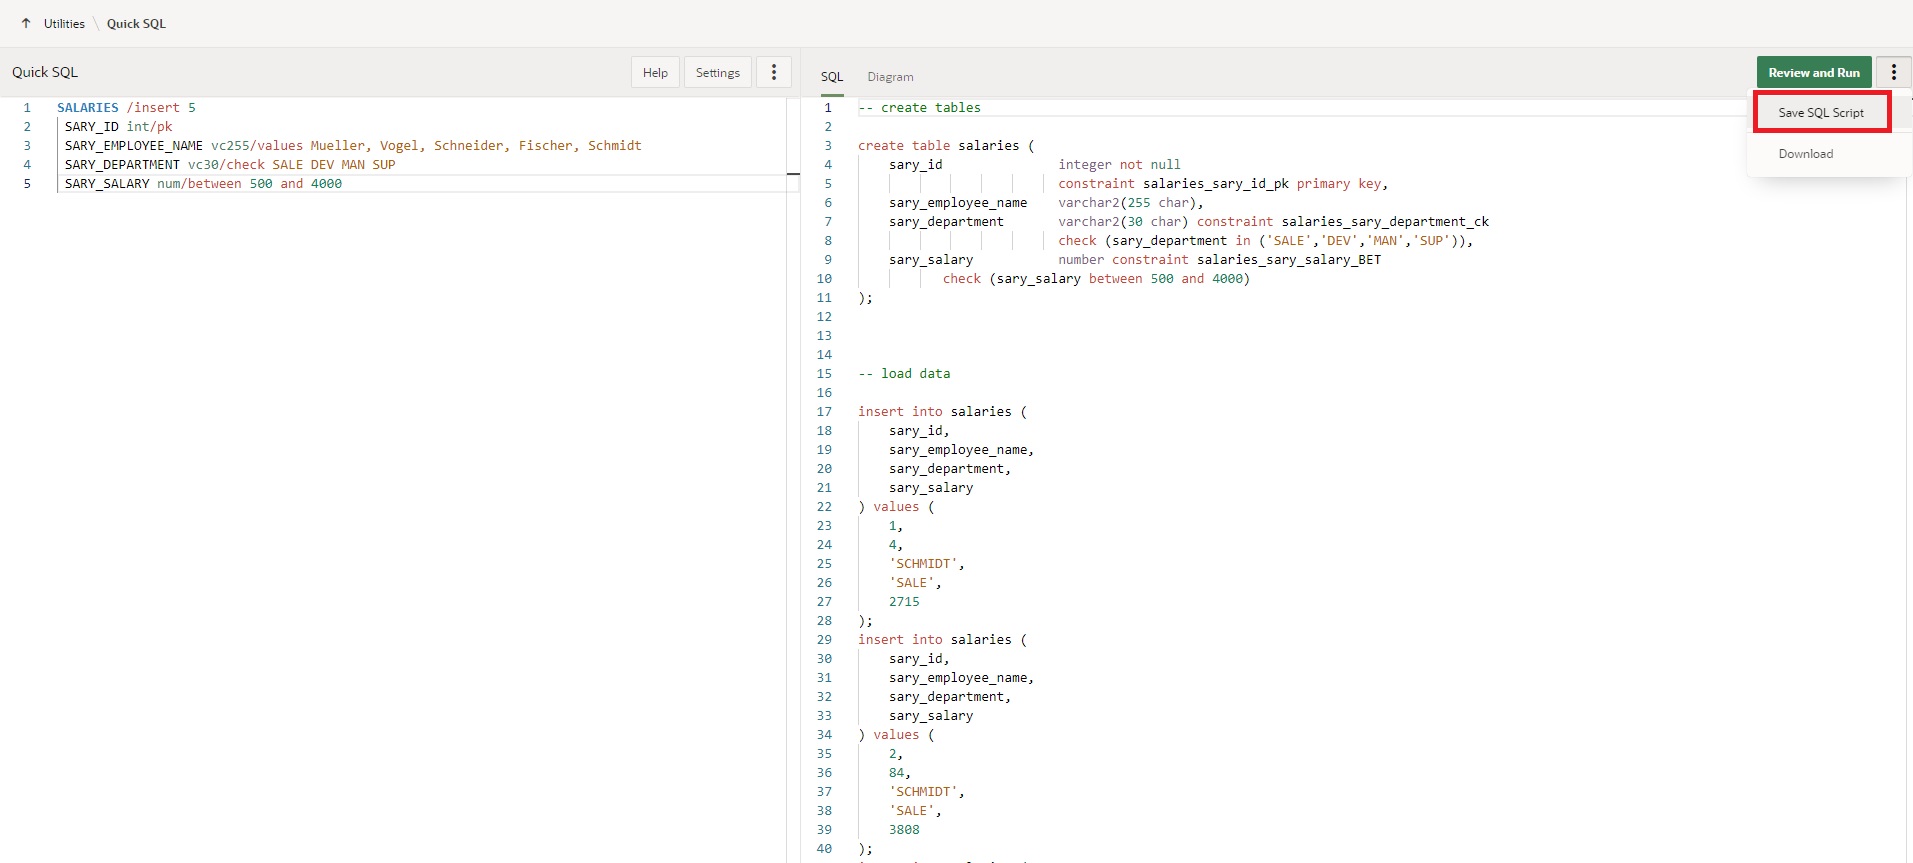 Utilities \ Quick SQL
Quick SQL
Help
Settings
1 SALARIES /insert 5
2 SARY_ID int/pk
3 SARY_EMPLOYEE_NAME vc255/values Mueller, Vogel, Schneider, Fischer, Schmidt
4 SARY_DEPARTMENT vc30/check SALE DEV MAN SUP
5 SARY_SALARY num/between 500 and 4000
SQL
Diagram
Review and Run
Save SQL Script
Download
1 -- create tables
2
3 create table salaries (
4 sary_id integer not null
5 constraint salaries_sary_id_pk primary key,
6 sary_employee_name varchar2(255 char),
7 sary_department varchar2(30 char) constraint salaries_sary_department_ck
8 check (sary_department in ('SALE','DEV','MAN','SUP')),
9 sary_salary number constraint salaries_sary_salary_BET
10 check (sary_salary between 500 and 4000)
11 );
12
13
14
15 -- load data
16
17 insert into salaries (
18 sary_id,
19 sary_employee_name,
20 sary_department,
21 sary_salary
22 ) values (
23 1,
24 4,
25 'SCHMIDT',
26 'SALE',
27 2715
28 );
29 insert into salaries (
30 sary_id,
31 sary_employee_name,
32 sary_department,
33 sary_salary
34 ) values (
35 2,
36 84,
37 'SCHMIDT',
38 'SALE',
39 3808
40 );